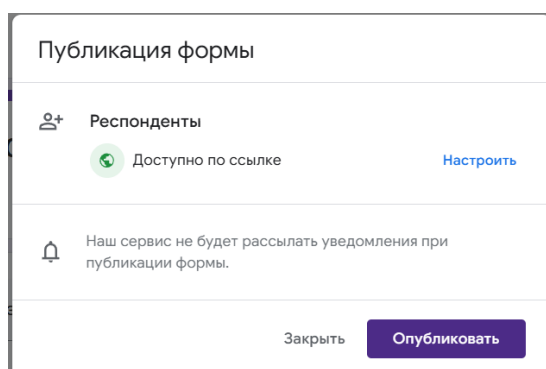 Публикация формы
Респонденты
Доступно по ссылке Настроить
Наш сервис не будет рассылать уведомления при
публикации формы.
Закрыть Опубликовать